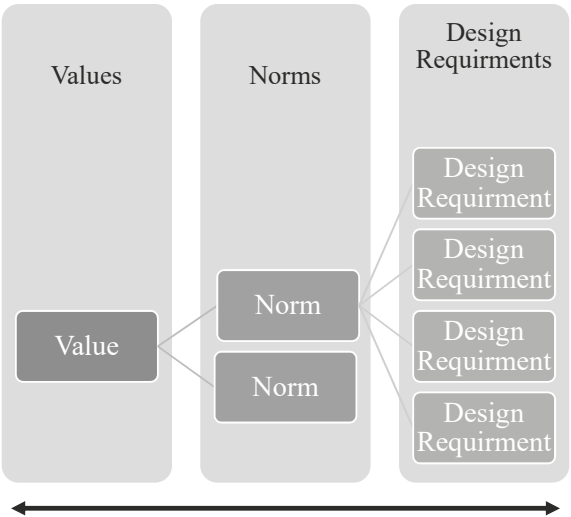 Values
Norms
Design
Requirments
Value
Norm
Norm
Design
Requirment
Design
Requirment
Design
Requirment
Design
Requirment